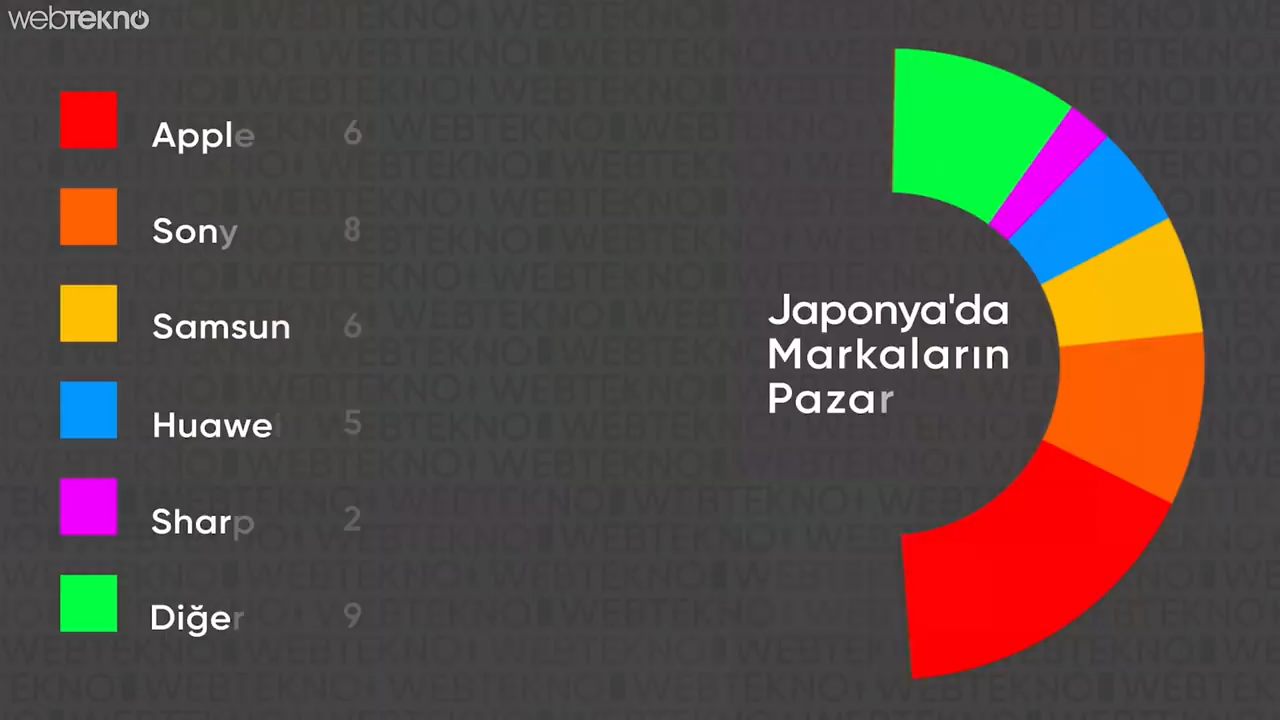 webTEKNO
Apple 6
Sony 8
Samsun 6
Huawe 5
Sharp 2
Diğer 9
Japonya'da
Markaların
Pazar